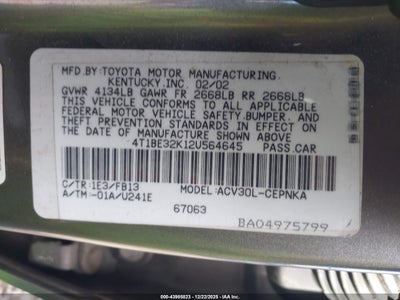 MFD.BY TOYOTA MOTOR MANUFACTURING
KENTUCKY.INC. 02/02
GVWR 4134LB GAWR FR 2668LB RR 2668LB
THIS VEHICLE CONFORMS TO ALL APPLICABLE
FEDERAL MOTOR VEHICLE SAFETY,BUMPER, AND
THEFT PREVENTION STANDARDS IN EFFECT ON
THE DATE OF MANUFACTURE SHOWN ABOVE.
4T1BE32K12U564645 PASS.CAR
C/TR:1E3/FB13 MODEL:ACV30L-CEPNKA
A/TM:-01A/U241E
67063
BA04975799
IAA
ID: 000-43995823 | 12/22/2025 - IAA Inc.